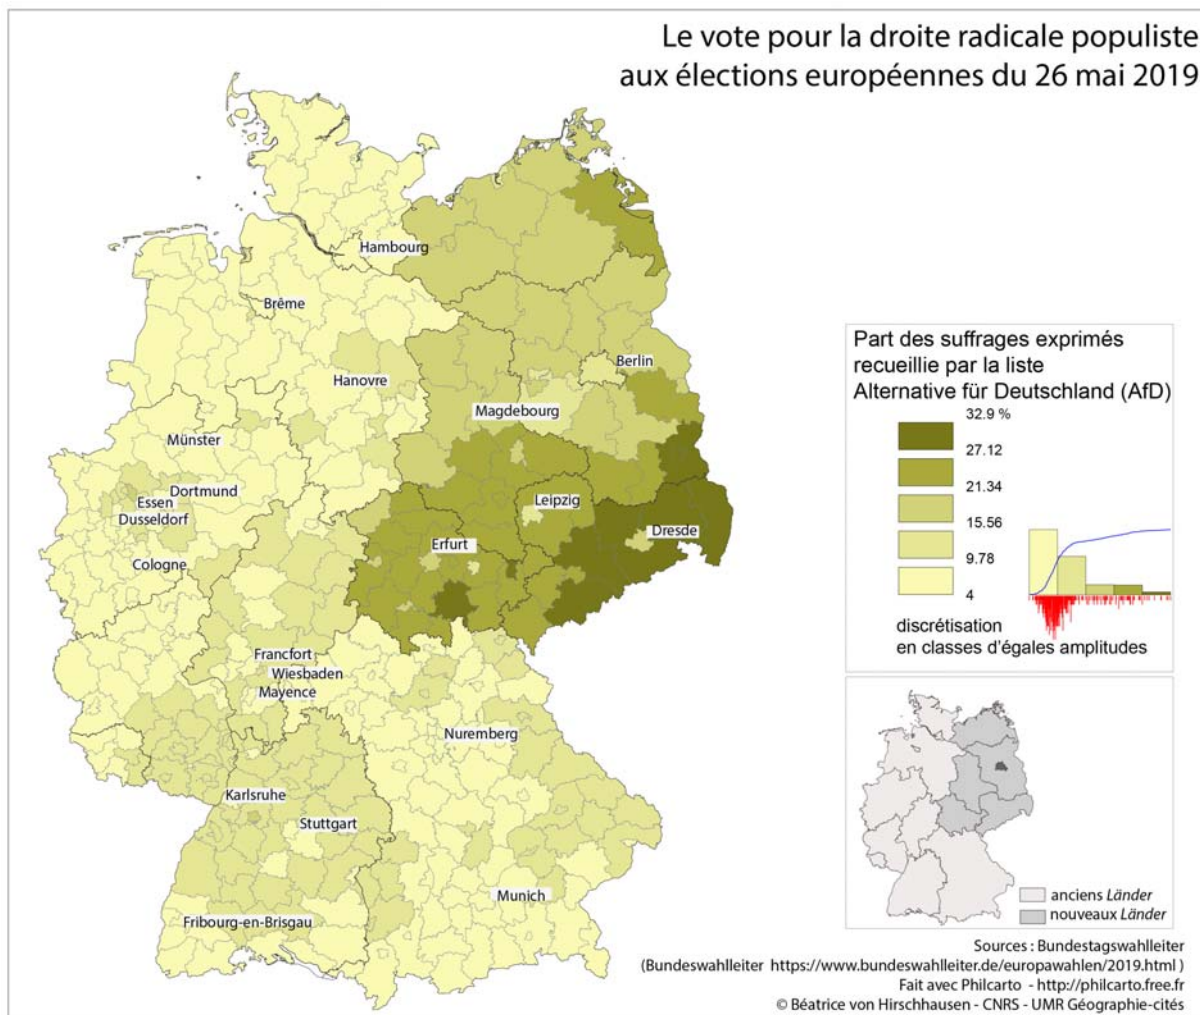 Le vote pour la droite radicale populiste
aux élections européennes du 26 mai 2019
Hambourg
Brême
Berlin
Hanovre
Magdebourg
Münster
Dortmund
Essen
Dusseldorf
Leipzig
Dresde
Erfurt
Cologne
Francfort
Wiesbaden
Mayence
Nuremberg
Karlsruhe
Stuttgart
Munich
Fribourg-en-Brisgau
Part des suffrages exprimés
recueillie par la liste
Alternative für Deutschland (AfD)
32.9 %
27.12
21.34
15.56
9.78
4
discrétisation
en classes d'égales amplitudes
anciens Länder
nouveaux Länder
Sources : Bundestagswahlleiter
(Bundeswahlleiter https://www.bundeswahlleiter.de/europawahlen/2019.html )
Fait avec Philcarto - http://philcarto.free.fr
© Béatrice von Hirschhausen - CNRS - UMR Géographie-cités